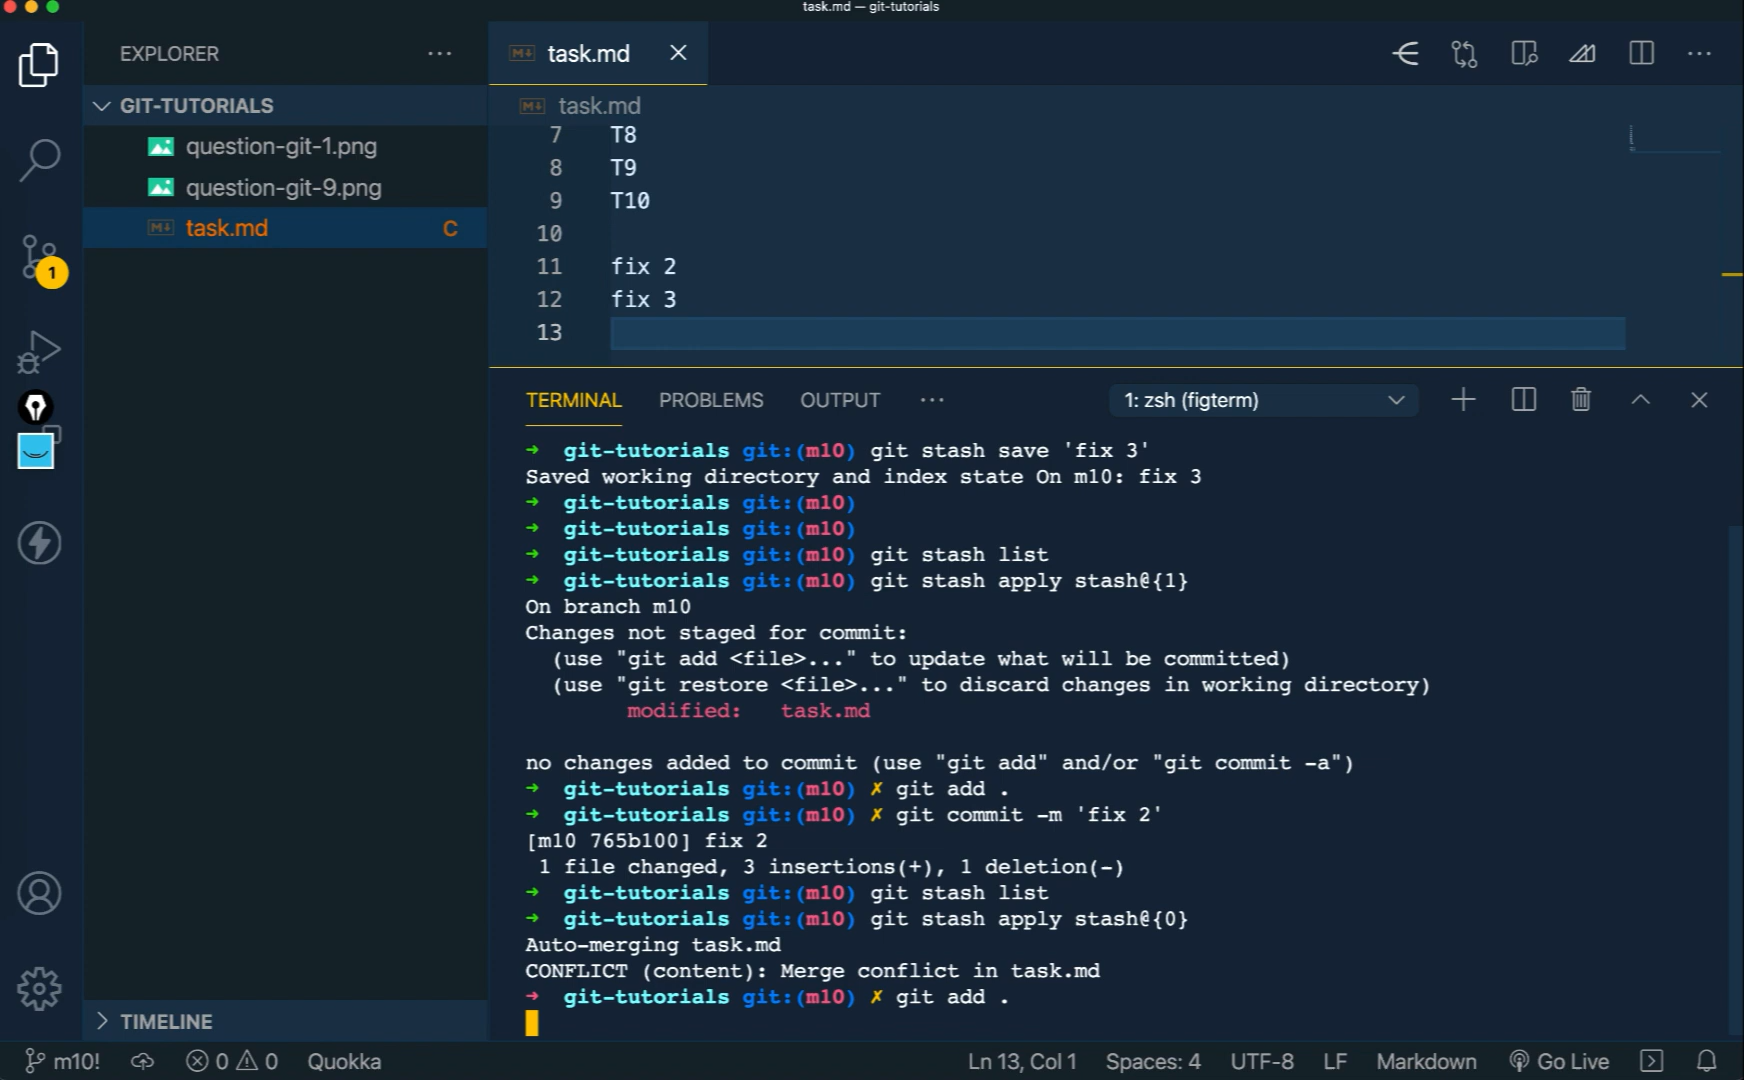 task.md — git-tutorials
EXPLORER
task.md
GIT-TUTORIALS
question-git-1.png
question-git-9.png
task.md C
1
task.md
7 T8
8 T9
9 T10
10
11 fix 2
12 fix 3
13
TERMINAL PROBLEMS OUTPUT 1: zsh (figterm)
➜ git-tutorials git:(m10) git stash save 'fix 3'
Saved working directory and index state On m10: fix 3
➜ git-tutorials git:(m10)
➜ git-tutorials git:(m10)
➜ git-tutorials git:(m10) git stash list
➜ git-tutorials git:(m10) git stash apply stash@{1}
On branch m10
Changes not staged for commit:
(use "git add <file>..." to update what will be committed)
(use "git restore <file>..." to discard changes in working directory)
modified: task.md
no changes added to commit (use "git add" and/or "git commit -a")
➜ git-tutorials git:(m10) ✗ git add .
➜ git-tutorials git:(m10) ✗ git commit -m 'fix 2'
[m10 765b100] fix 2
1 file changed, 3 insertions(+), 1 deletion(-)
➜ git-tutorials git:(m10) git stash list
➜ git-tutorials git:(m10) git stash apply stash@{0}
Auto-merging task.md
CONFLICT (content): Merge conflict in task.md
➜ git-tutorials git:(m10) ✗ git add .
TIMELINE
m10! 0 0 Quokka Ln 13, Col 1 Spaces: 4 UTF-8 LF Markdown Go Live